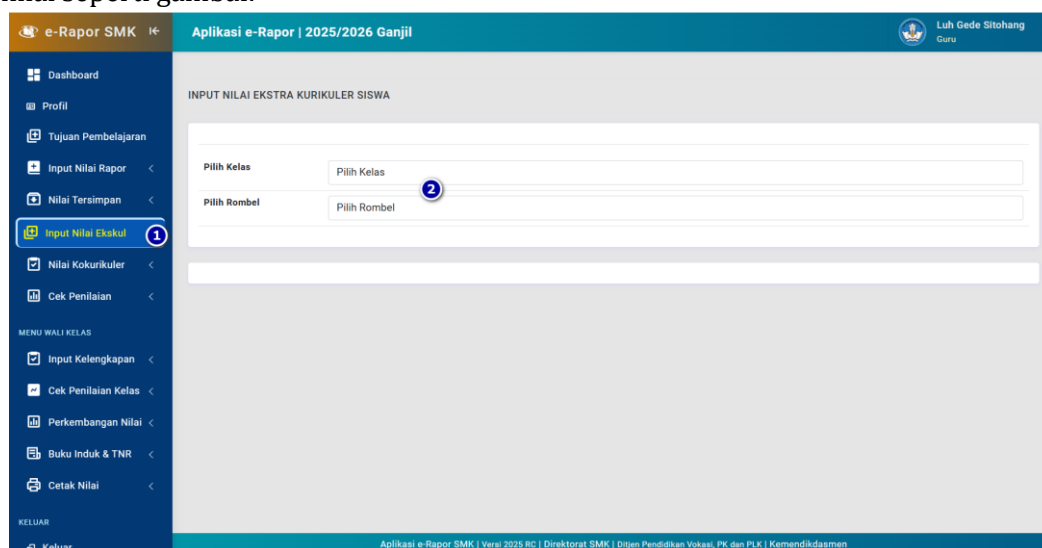 nilai seperti gambar.
e-Rapor SMK
Aplikasi e-Rapor | 2025/2026 Ganjil
Luh Gede Sitohang
Guru
Dashboard
Profil
Tujuan Pembelajaran
Input Nilai Rapor
Nilai Tersimpan
Input Nilai Ekskul
1
Nilai Kokurikuler
Cek Penilaian
MENU WALI KELAS
Input Kelengkapan
Cek Penilaian Kelas
Perkembangan Nilai
Buku Induk & TNR
Cetak Nilai
KELUAR
Keluar
INPUT NILAI EKSTRA KURIKULER SISWA
Pilih Kelas
Pilih Kelas
2
Pilih Rombel
Pilih Rombel
Aplikasi e-Rapor SMK | Versi 2025 RC | Direktorat SMK | Ditjen Pendidikan Vokasi, PK dan PLK | Kemendikdasmen